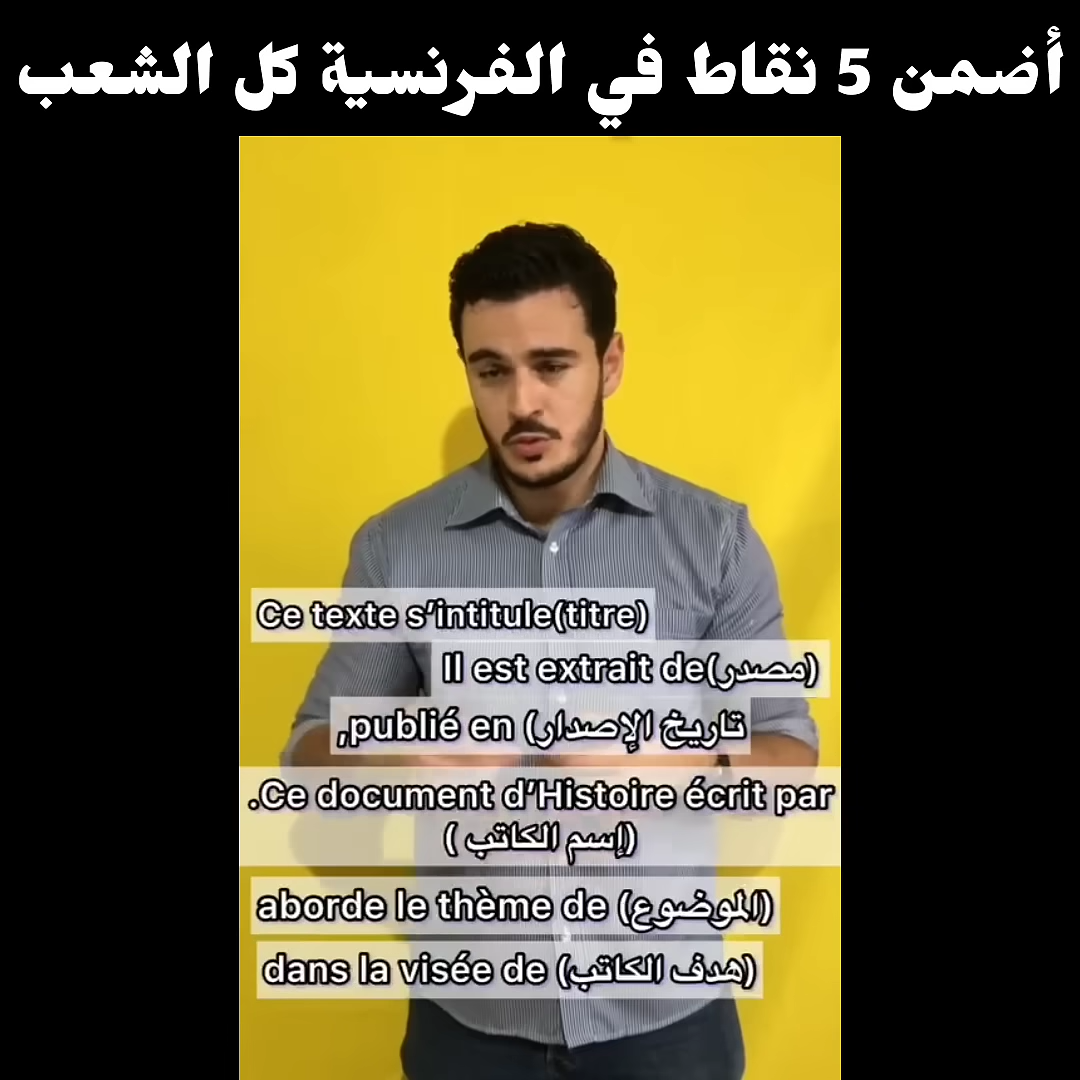 أضمن 5 نقاط في الفرنسية كل الشعب
Ce texte s’intitule(titre)
Il est extrait de(مصدر)
,publié en (تاريخ الإصدار
.Ce document d’Histoire écrit par
(إسم الكاتب )
aborde le thème de (الموضوع)
dans la visée de (هدف الكاتب)